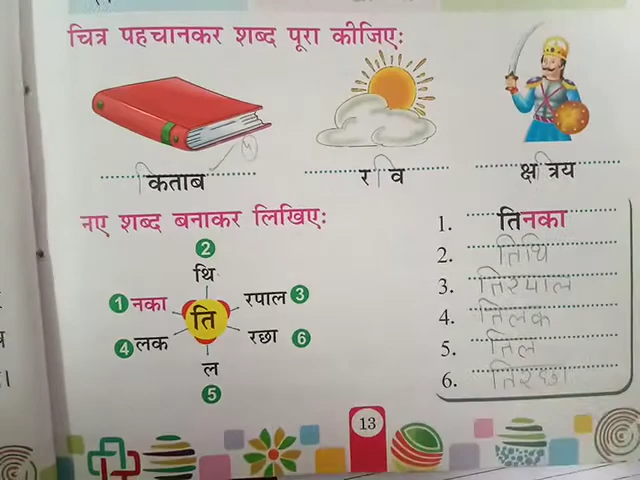 चित्र पहचानकर शब्द पूरा कीजिए:
किताब
रवि
क्षत्रिय
नए शब्द बनाकर लिखिए:
2
थि
1 नका
रपाल 3
ति
4 लक
रछा 6
ल
5
1. तिनका
2. तिथि
3. तिरपाल
4. तिलक
5. तिल
6. तिरछा
13